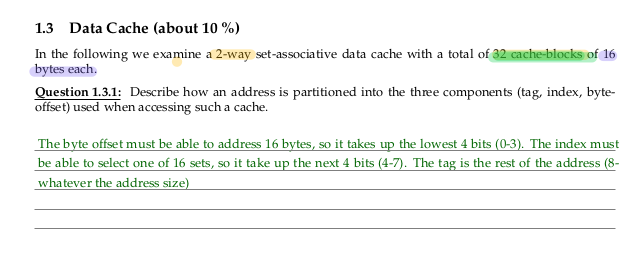 1.3 Data Cache (about 10 %)
In the following we examine a 2-way set-associative data cache with a total of 32 cache-blocks of 16
bytes each.
Question 1.3.1: Describe how an address is partitioned into the three components (tag, index, byte-
offset) used when accessing such a cache.
The byte offset must be able to address 16 bytes, so it takes up the lowest 4 bits (0-3). The index must
be able to select one of 16 sets, so it take up the next 4 bits (4-7). The tag is the rest of the address (8-
whatever the address size)